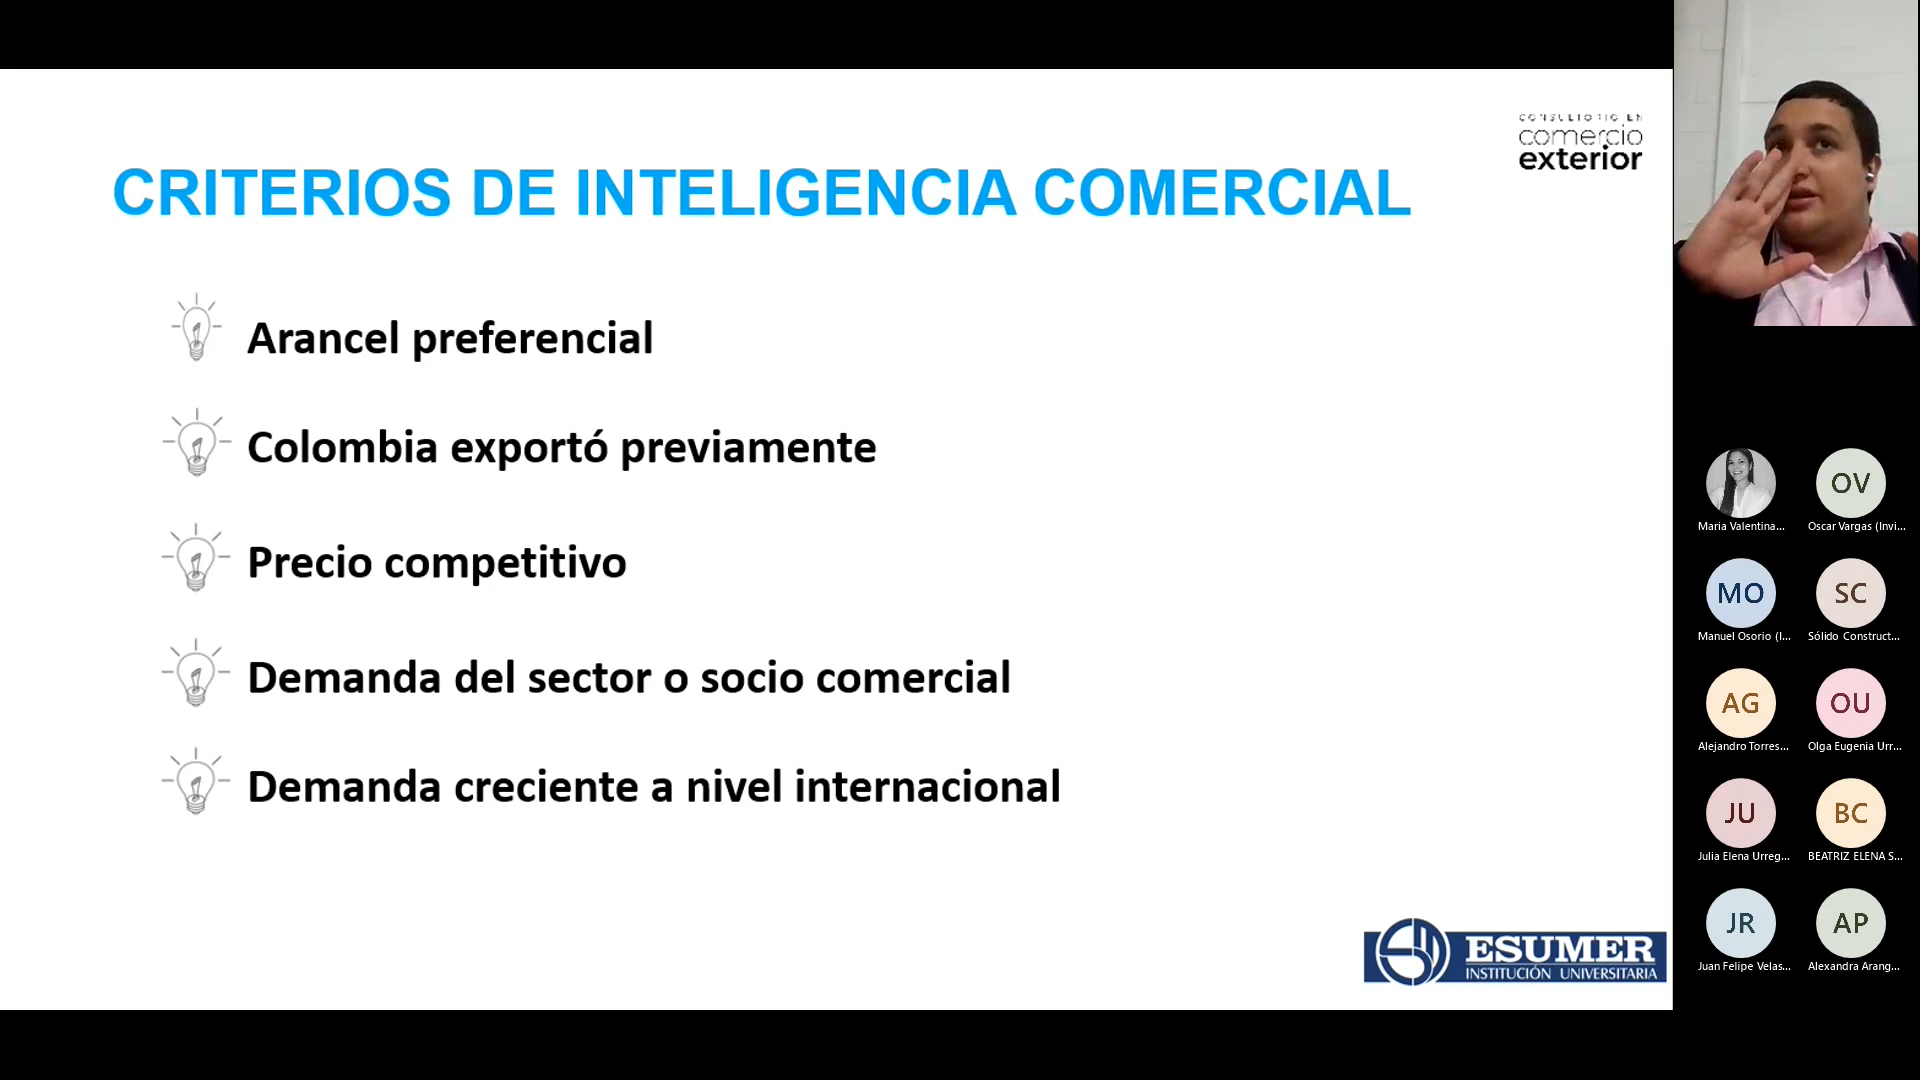 CONSULTORIO EN
comercio
exterior
CRITERIOS DE INTELIGENCIA COMERCIAL
Arancel preferencial
Colombia exportó previamente
Precio competitivo
Demanda del sector o socio comercial
Demanda creciente a nivel internacional
ESUMER
INSTITUCIÓN UNIVERSITARIA
Maria Valentina...
OV
Oscar Vargas (Invi...
MO
Manuel Osorio (I...
SC
Sólido Construct...
AG
Alejandro Torres...
OU
Olga Eugenia Urr...
JU
Julia Elena Urreg...
BC
BEATRIZ ELENA S...
JR
Juan Felipe Velas...
AP
Alexandra Arang...